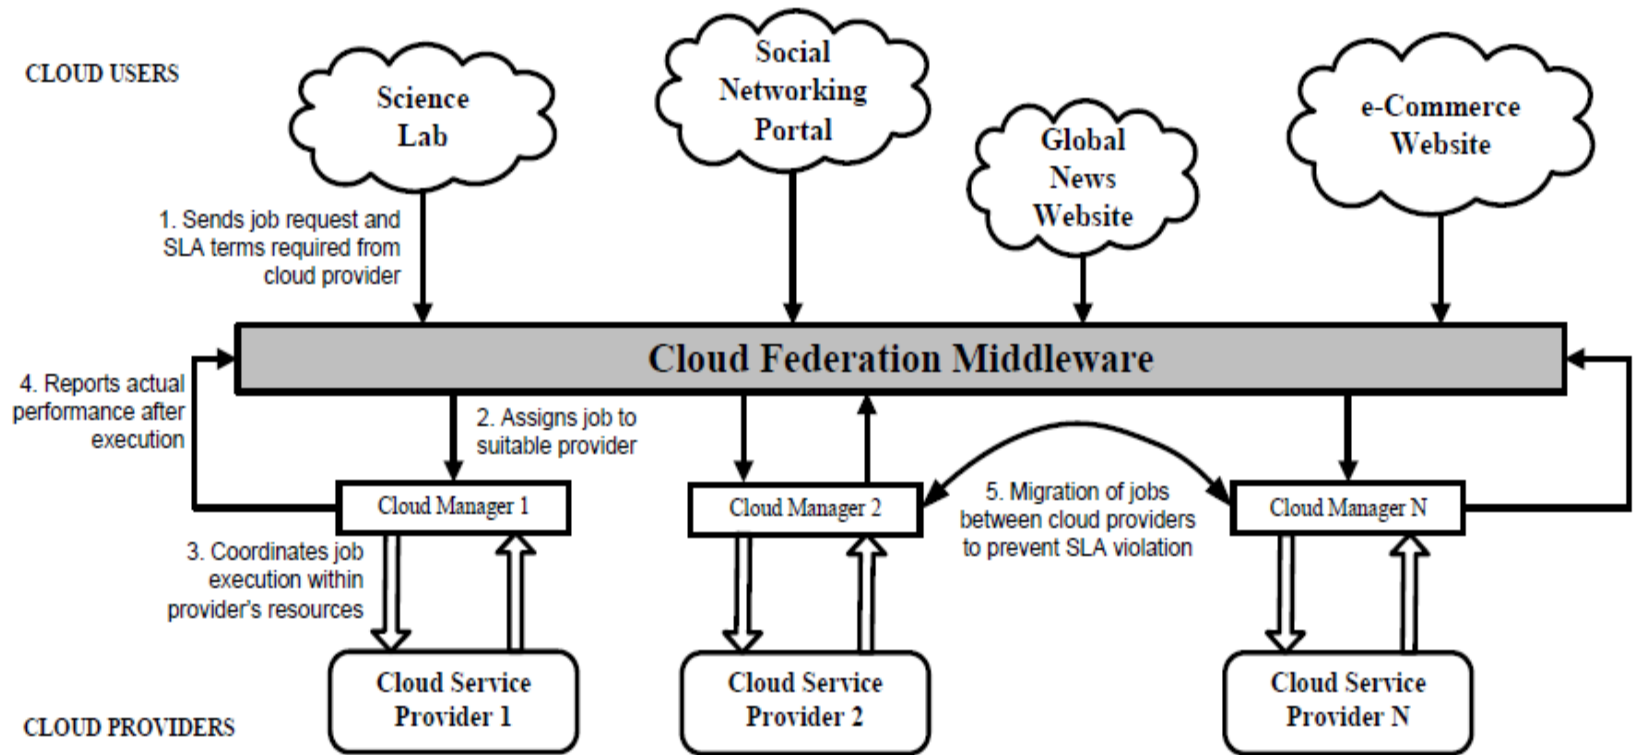 CLOUD USERS
Science
Lab
Social
Networking
Portal
Global
News
Website
e-Commerce
Website
1. Sends job request and
SLA terms required from
cloud provider
Cloud Federation Middleware
4. Reports actual
performance after
execution
2. Assigns job to
suitable provider
Cloud Manager 1
Cloud Manager 2
5. Migration of jobs
between cloud providers
to prevent SLA violation
Cloud Manager N
3. Coordinates job
execution within
provider's resources
Cloud Service
Provider 1
Cloud Service
Provider 2
Cloud Service
Provider N
CLOUD PROVIDERS